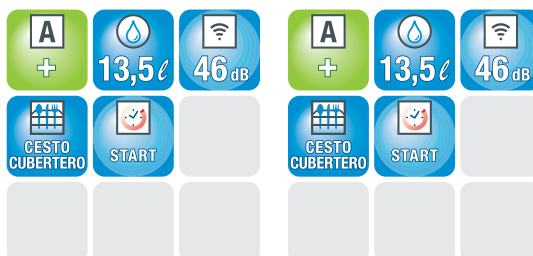 A
+
13,5 ℓ
46 dB
CESTO
CUBERTERO
START
A
+
13,5 ℓ
46 dB
CESTO
CUBERTERO
START